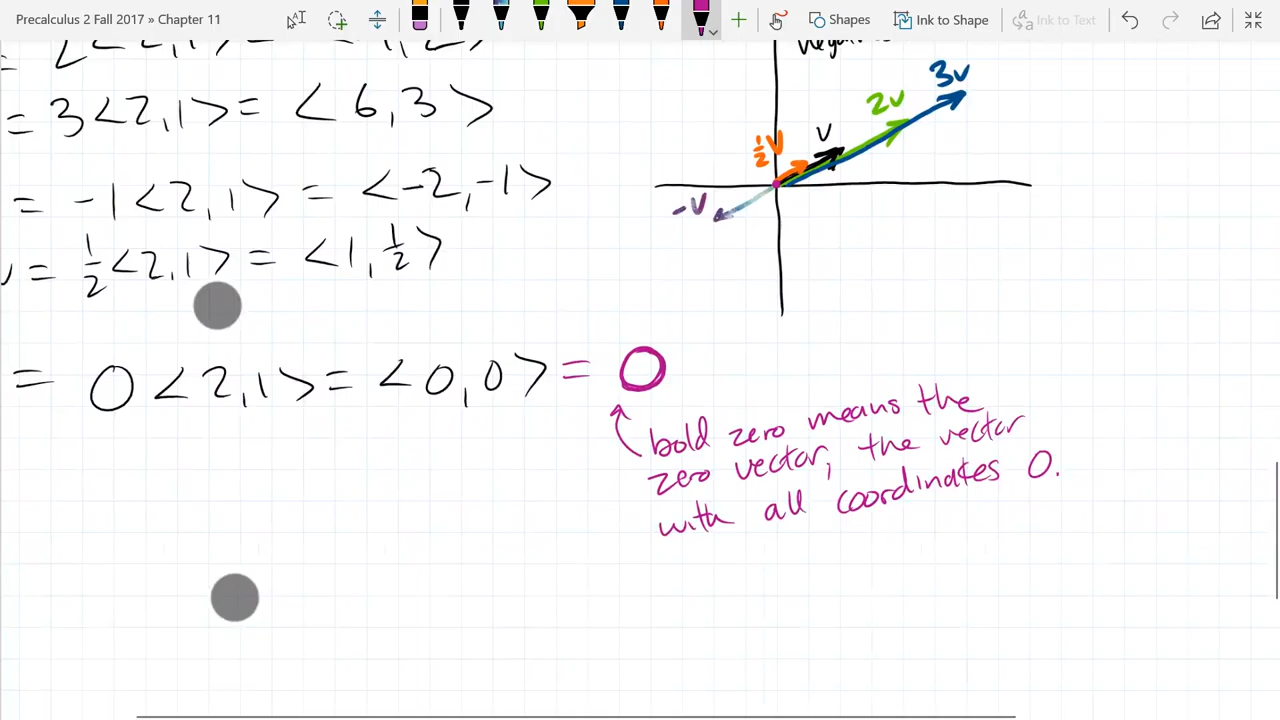 Precalculus 2 Fall 2017 » Chapter 11
Shapes
Ink to Shape
Ink to Text
= 3<2,1> = <6,3>
= -1<2,1> = <-2,-1>
v = 1/2<2,1> = <1,1/2>
= 0<2,1> = <0,0> = 0
3v
2v
v
1/2v
-v
bold zero means the
zero vector, the vector
with all coordinates 0.